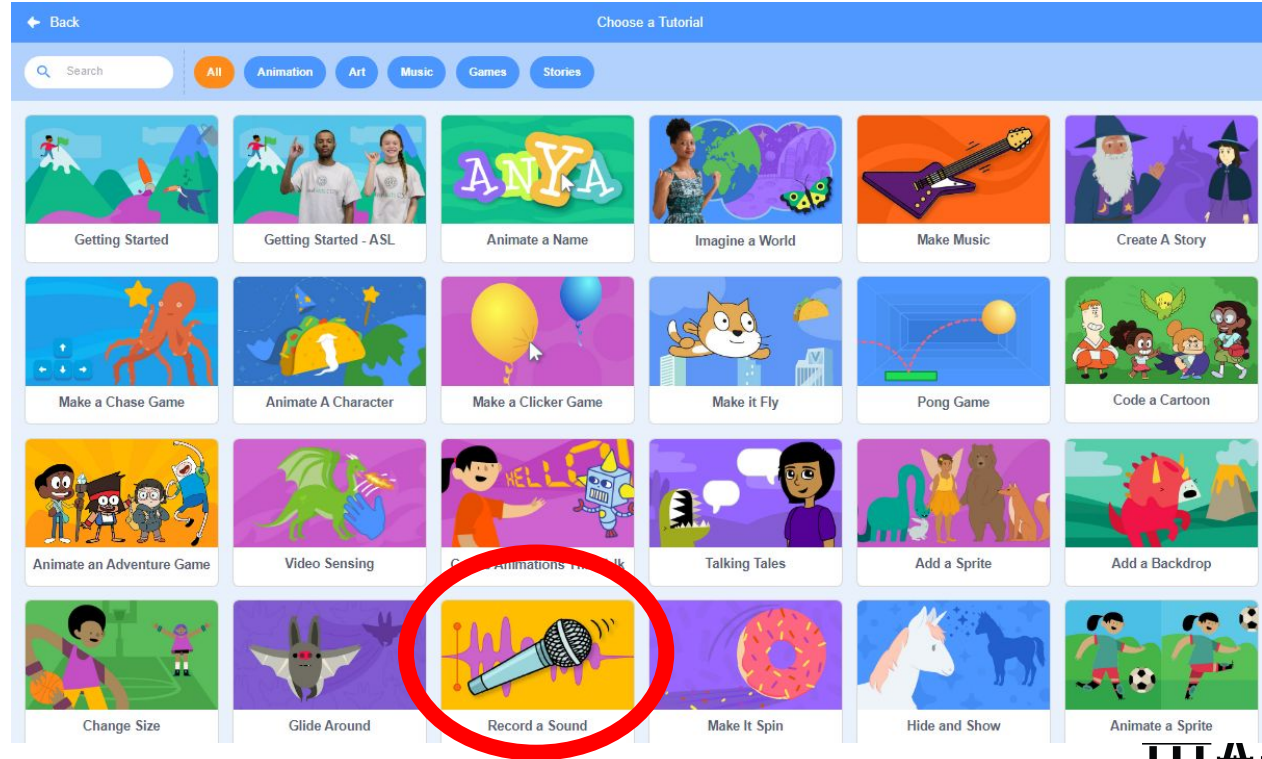 Back
Choose a Tutorial
Search
All
Animation
Art
Music
Games
Stories
ANYA
Getting Started
Getting Started - ASL
Animate a Name
Imagine a World
Make Music
Create A Story
Make a Chase Game
Animate A Character
Make a Clicker Game
Make it Fly
Pong Game
Code a Cartoon
HELLO
Animate an Adventure Game
Video Sensing
Animations
Talking Tales
Add a Sprite
Add a Backdrop
Change Size
Glide Around
Record a Sound
Make It Spin
Hide and Show
Animate a Sprite